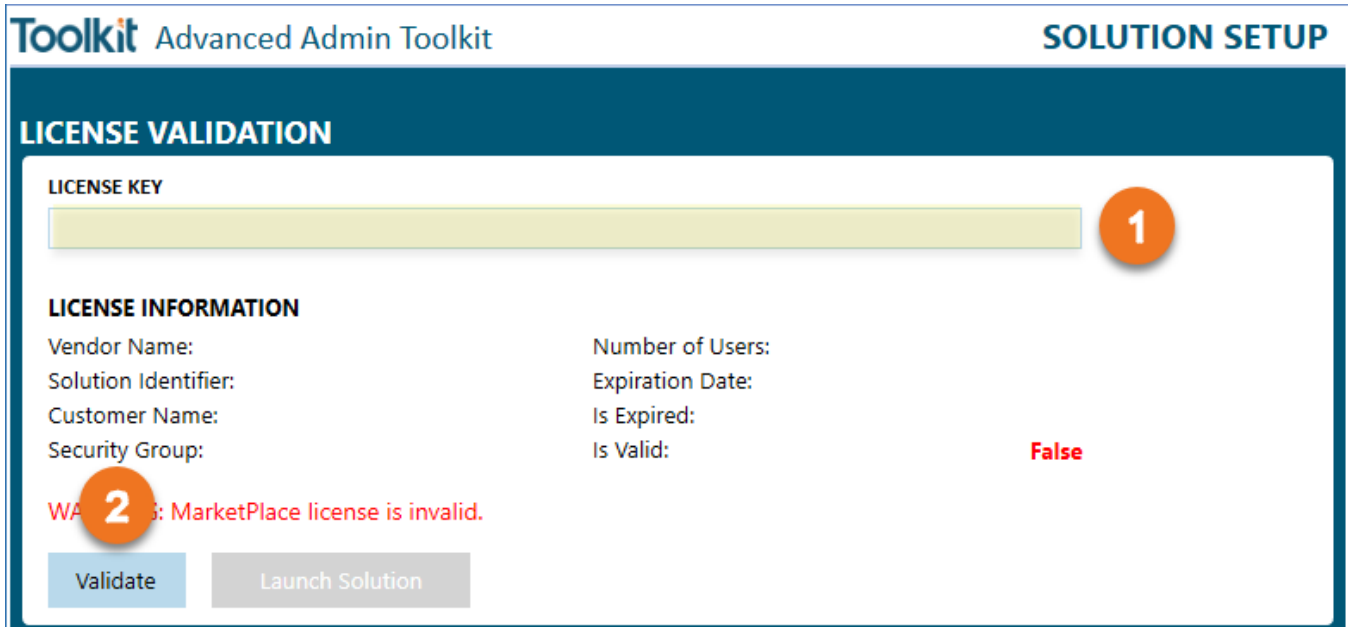 Toolkit Advanced Admin Toolkit SOLUTION SETUP
LICENSE VALIDATION
LICENSE KEY
1
LICENSE INFORMATION
Vendor Name: Number of Users:
Solution Identifier: Expiration Date:
Customer Name: Is Expired:
Security Group: Is Valid: False
2
MarketPlace license is invalid.
Validate Launch Solution